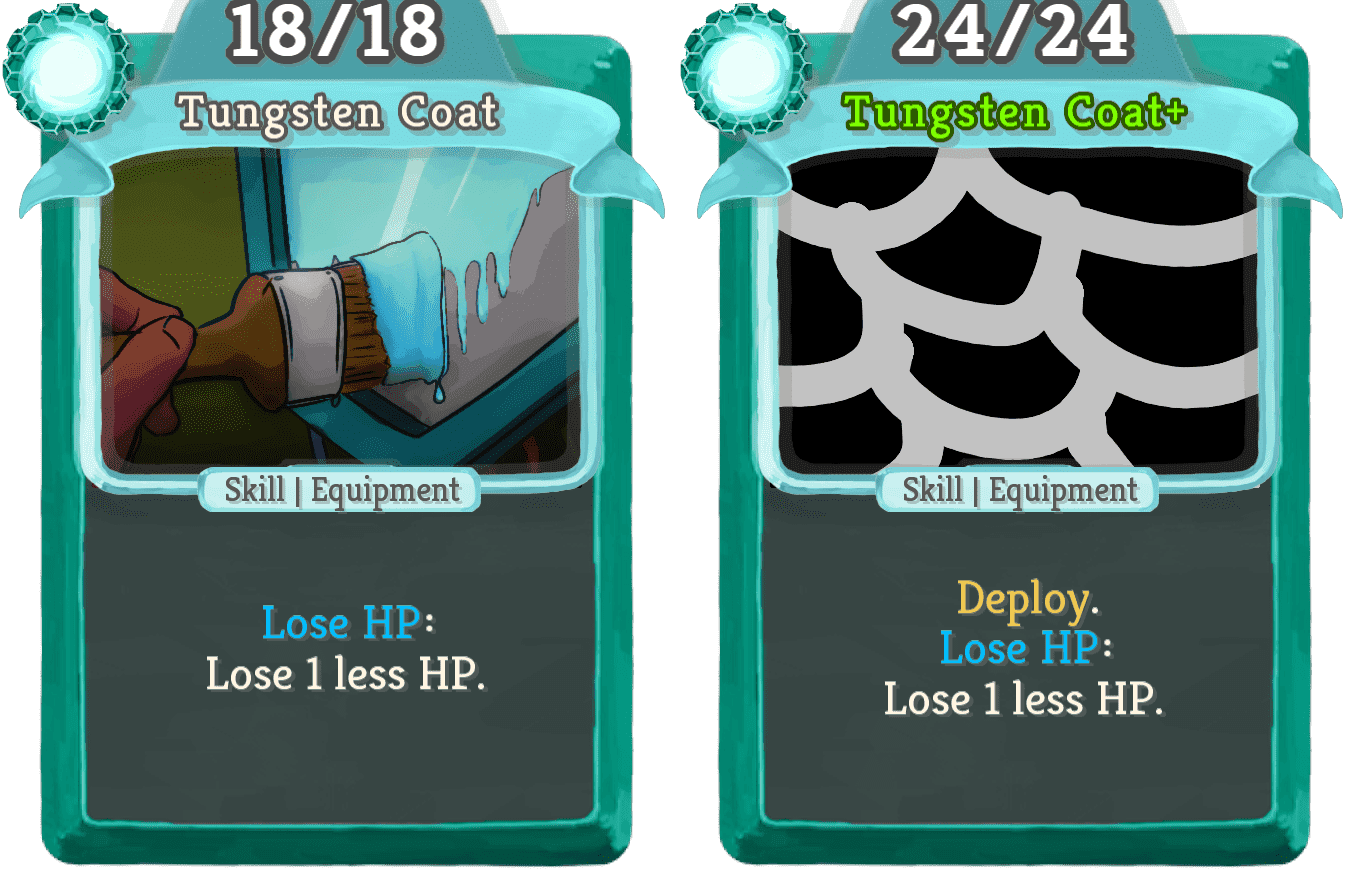 18/18
Tungsten Coat
Skill | Equipment
Lose HP:
Lose 1 less HP.
24/24
Tungsten Coat+
Skill | Equipment
Deploy.
Lose HP:
Lose 1 less HP.